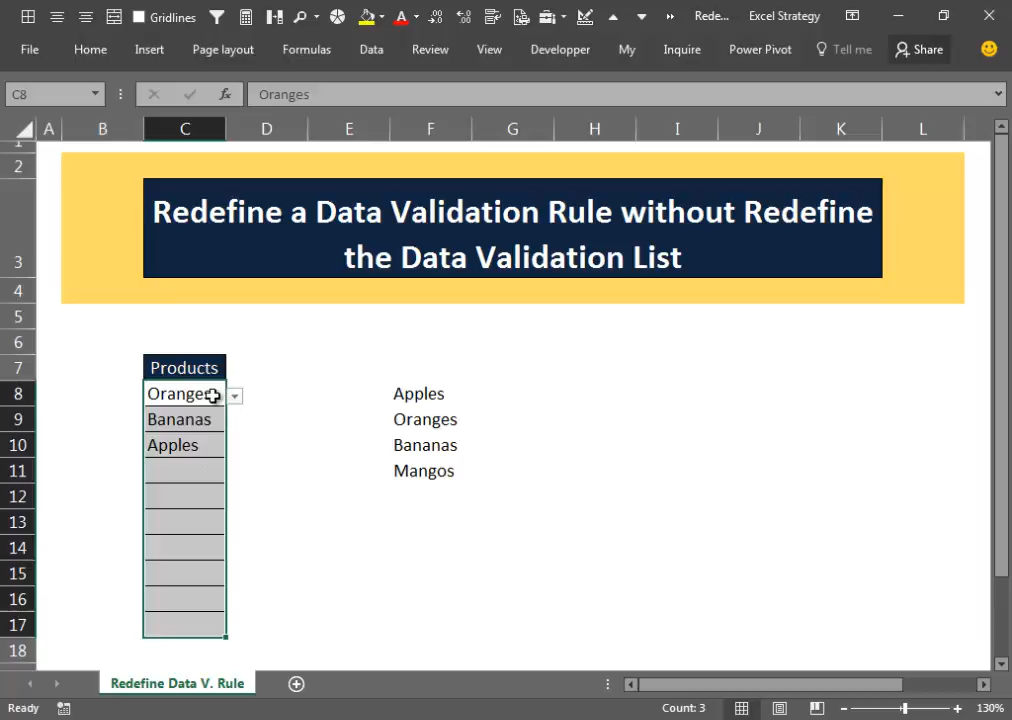 Gridlines Rede... Excel Strategy
File Home Insert Page layout Formulas Data Review View Developer My Inquire Power Pivot Tell me Share
C8 fx Oranges
A B C D E F G H I J K L
1
2
3 Redefine a Data Validation Rule without Redefine
the Data Validation List
4
5
6
7 Products
8 Oranges Apples
9 Bananas Oranges
10 Apples Bananas
11 Mangos
12
13
14
15
16
17
18
Redefine Data V. Rule
Ready Count: 3 130%